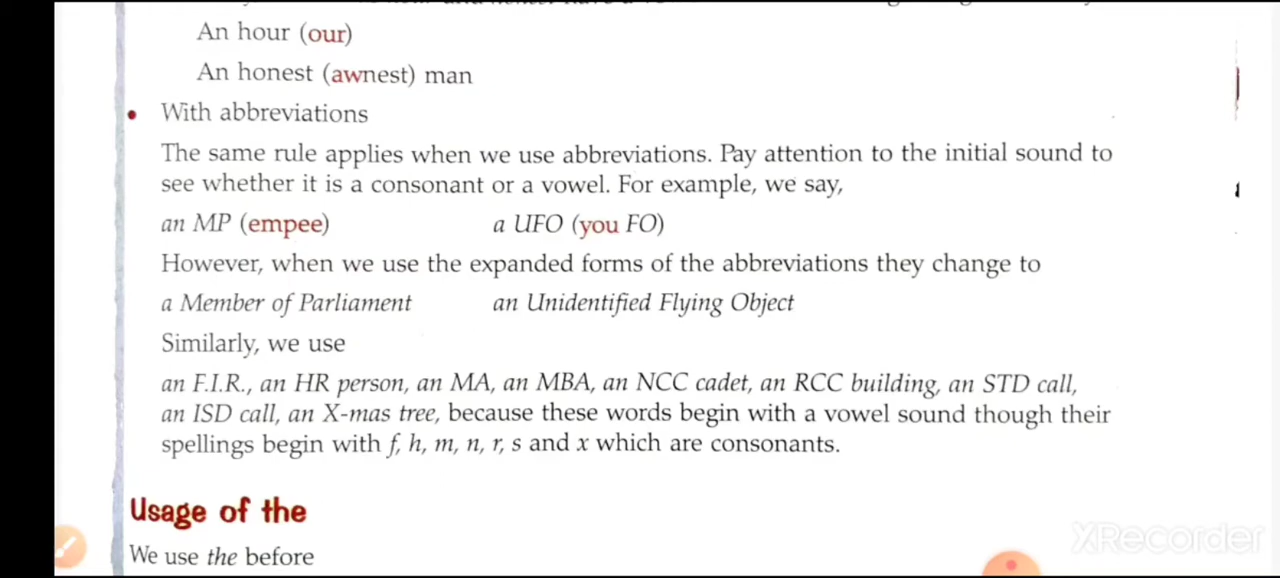 An hour (our)
An honest (awnest) man
• With abbreviations
The same rule applies when we use abbreviations. Pay attention to the initial sound to
see whether it is a consonant or a vowel. For example, we say,
an MP (empee) a UFO (you FO)
However, when we use the expanded forms of the abbreviations they change to
a Member of Parliament an Unidentified Flying Object
Similarly, we use
an F.I.R., an HR person, an MA, an MBA, an NCC cadet, an RCC building, an STD call,
an ISD call, an X-mas tree, because these words begin with a vowel sound though their
spellings begin with f, h, m, n, r, s and x which are consonants.
Usage of the
We use the before
XRecorder